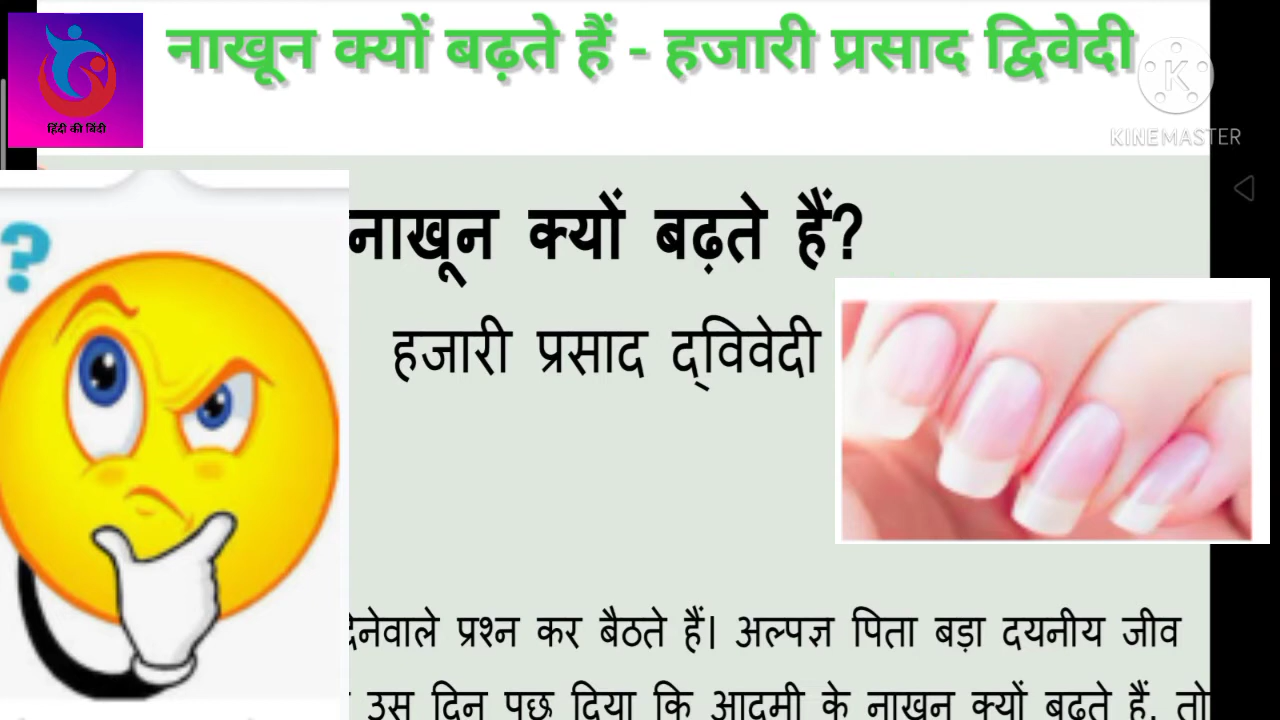 नाखून क्यों बढ़ते हैं - हजारी प्रसाद द्विवेदी
हिंदी की बिंदी
K
KINEMASTER
?
नाखून क्यों बढ़ते हैं?
हजारी प्रसाद द्विवेदी
देनेवाले प्रश्न कर बैठते हैं। अल्पज्ञ पिता बड़ा दयनीय जीव
उस दिन पूछ दिया कि आदमी के नाखून क्यों बढ़ते हैं, तो